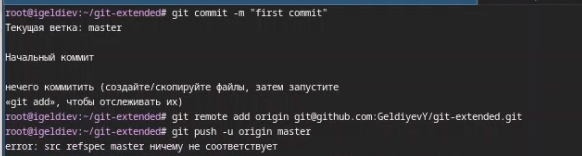 root@igeldiev:~/git-extended# git commit -m "first commit"
Текущая ветка: master
Начальный коммит
нечего коммитить (создайте/скопируйте файлы, затем запустите
«git add», чтобы отслеживать их)
root@igeldiev:~/git-extended# git remote add origin git@github.com:GeldiyevY/git-extended.git
root@igeldiev:~/git-extended# git push -u origin master
error: src refspec master ничему не соответствует